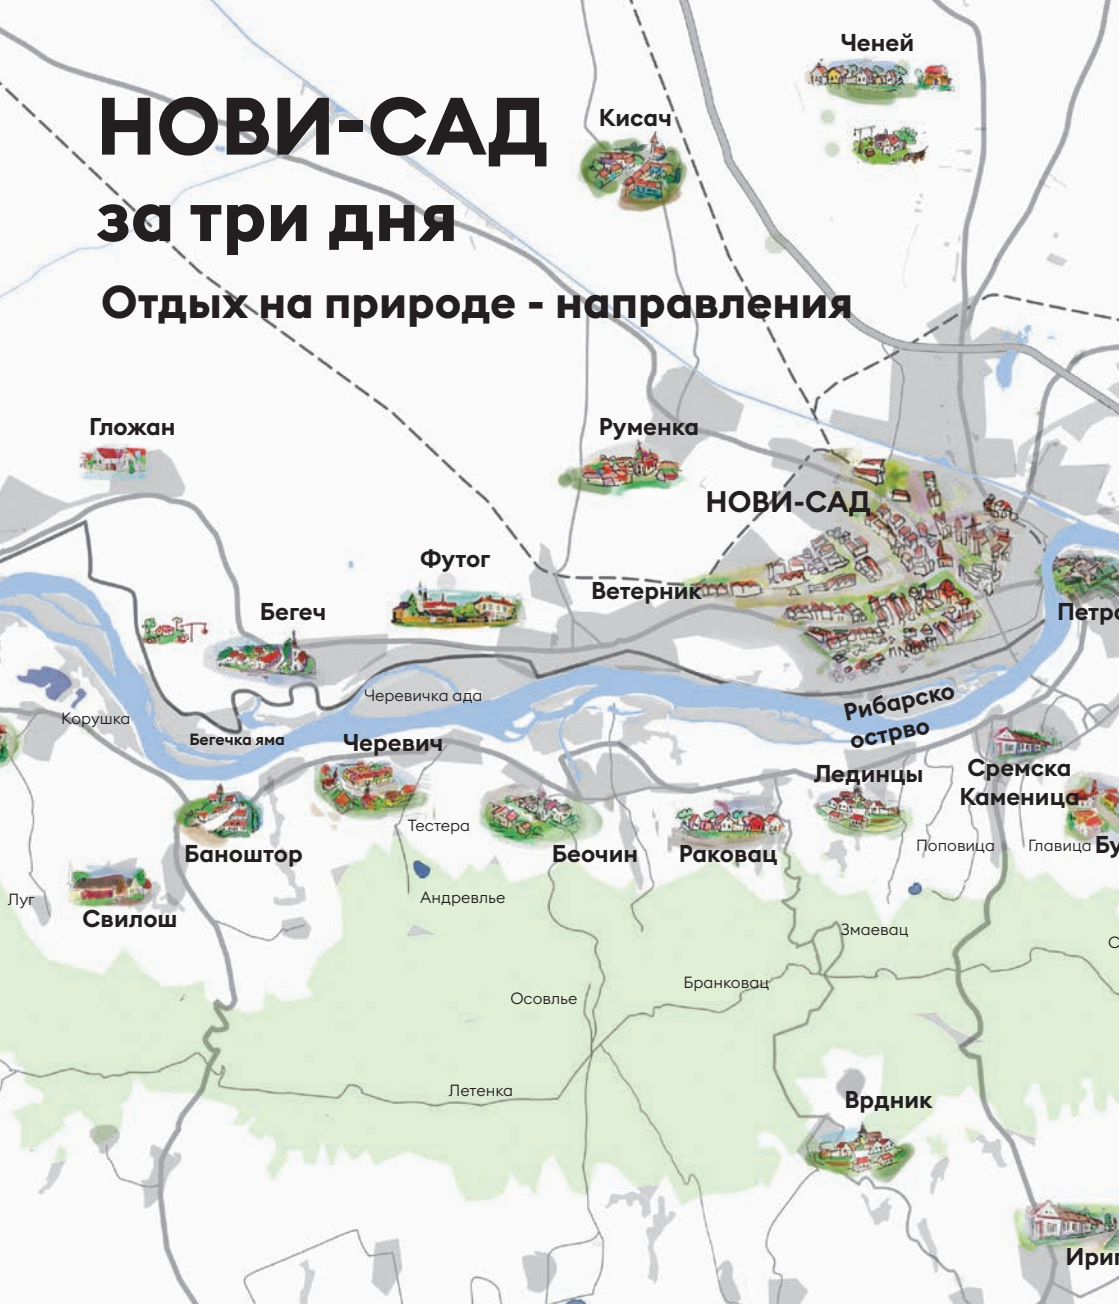 Ченей
НОВИ-САД
Кисач
за три дня
Отдых на природе - направления
Гложан
Руменка
НОВИ-САД
Футог
Ветерник
Бегеч
Черевичка ада
Рибарско
острво
Корушка
Бегечка яма
Черевич
Лединцы
Сремска
Каменица
Тестера
Поповица
Главица
Баноштор
Беочин
Раковац
Луг
Андревлье
Свилош
Змаевац
Бранковац
Осовлье
Летенка
Врдник